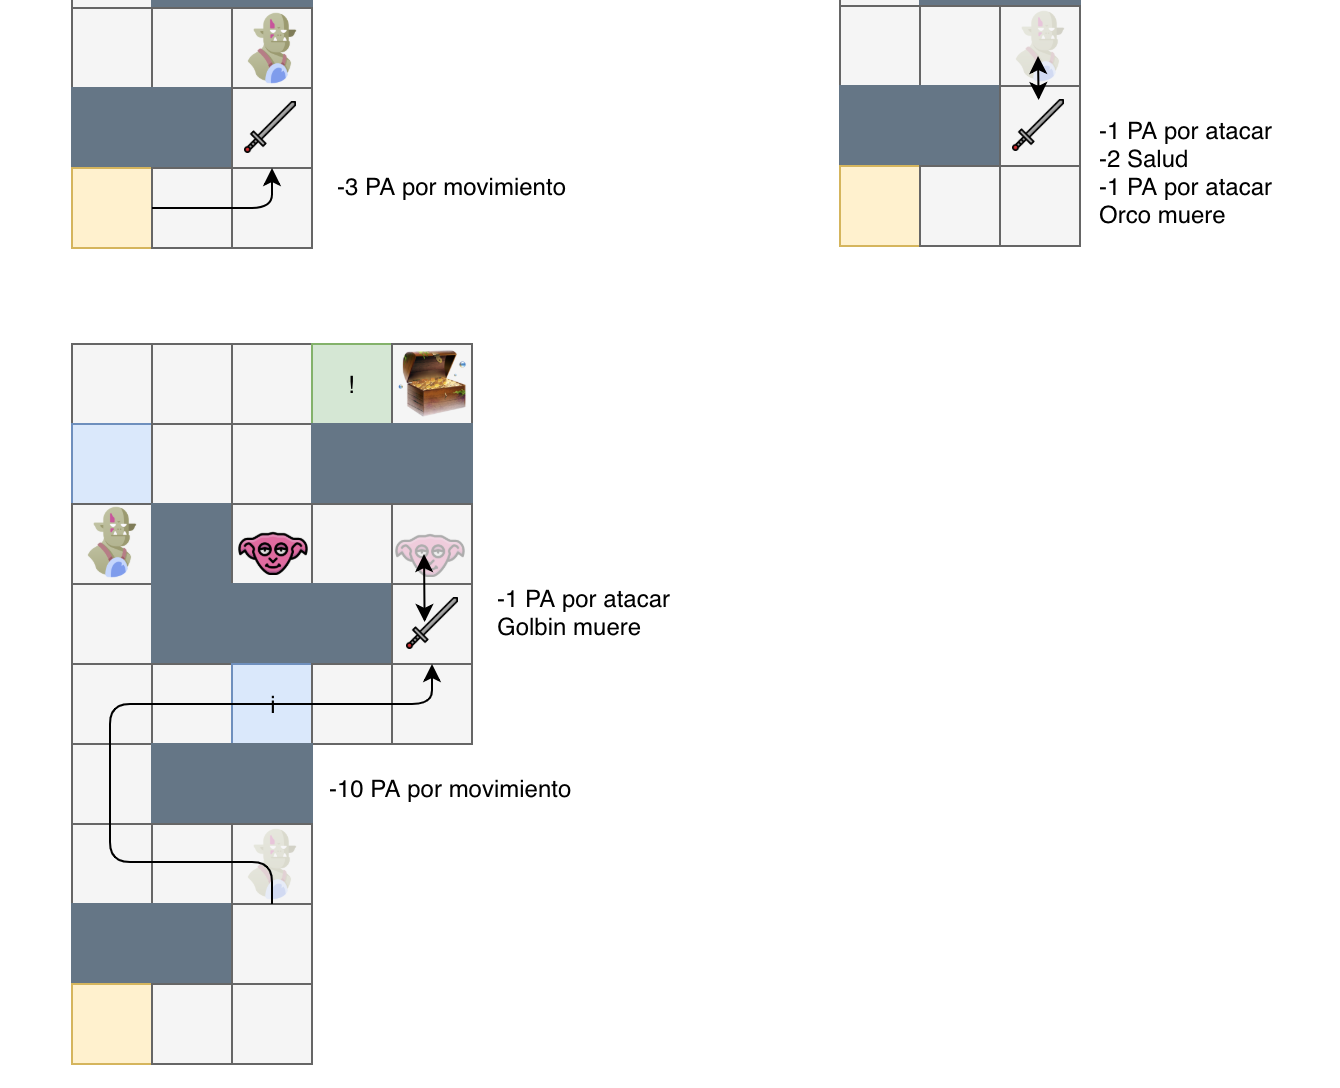 -3 PA por movimiento
-1 PA por atacar
-2 Salud
-1 PA por atacar
Orco muere
!
-1 PA por atacar
Golbin muere
i
-10 PA por movimiento